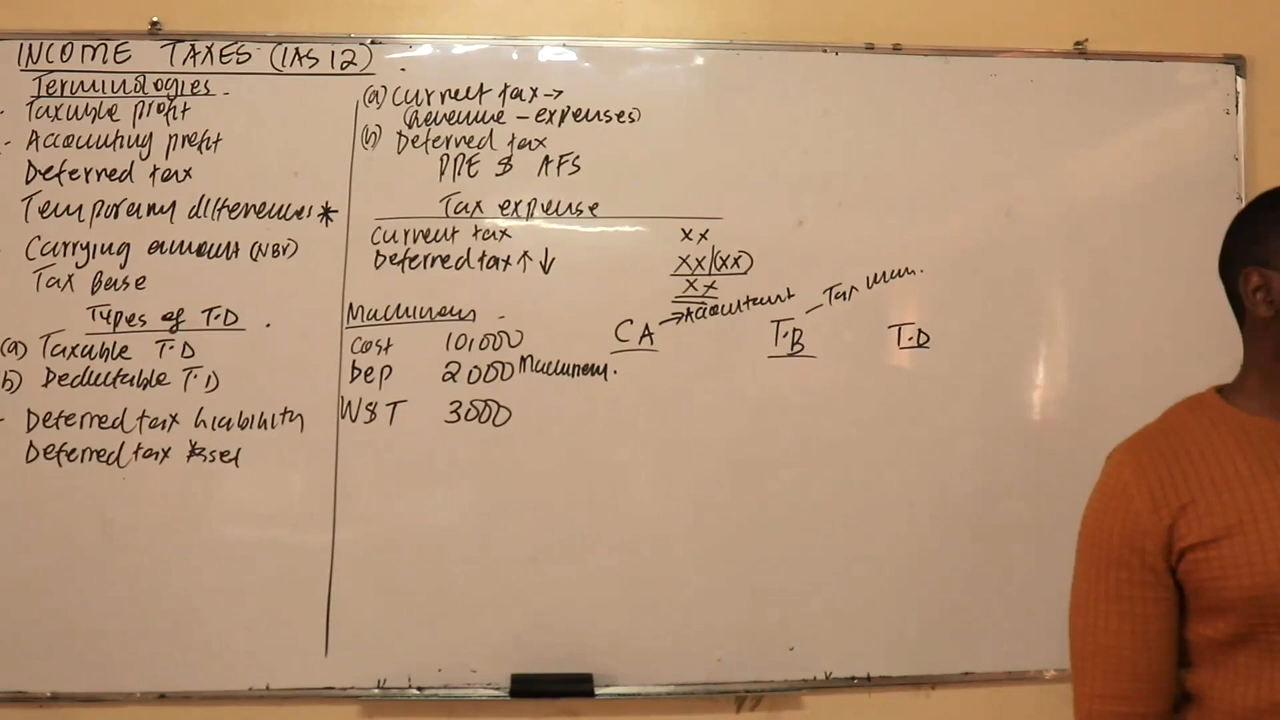 INCOME TAXES (IAS 12)
Terminologies
- Taxable profit
- Accounting profit
Deferred tax
Temporary differences *
- Carrying amount (NBV)
Tax Base
Types of T.D
(a) Taxable T.D
b) Deductable T.D
- Deferred tax liability
Deferred tax Asset
(a) Current tax →
(Revenue - expenses)
(b) Deferred tax
PPE & AFS
Tax expense
Current tax xx
Deferred tax ↑↓ xx/(xx)
xx
Machinery
Cost 10,000
Dep 2000
W&T 3000
CA → Accountant
T.B - Tax man.
T.D
Machinery.